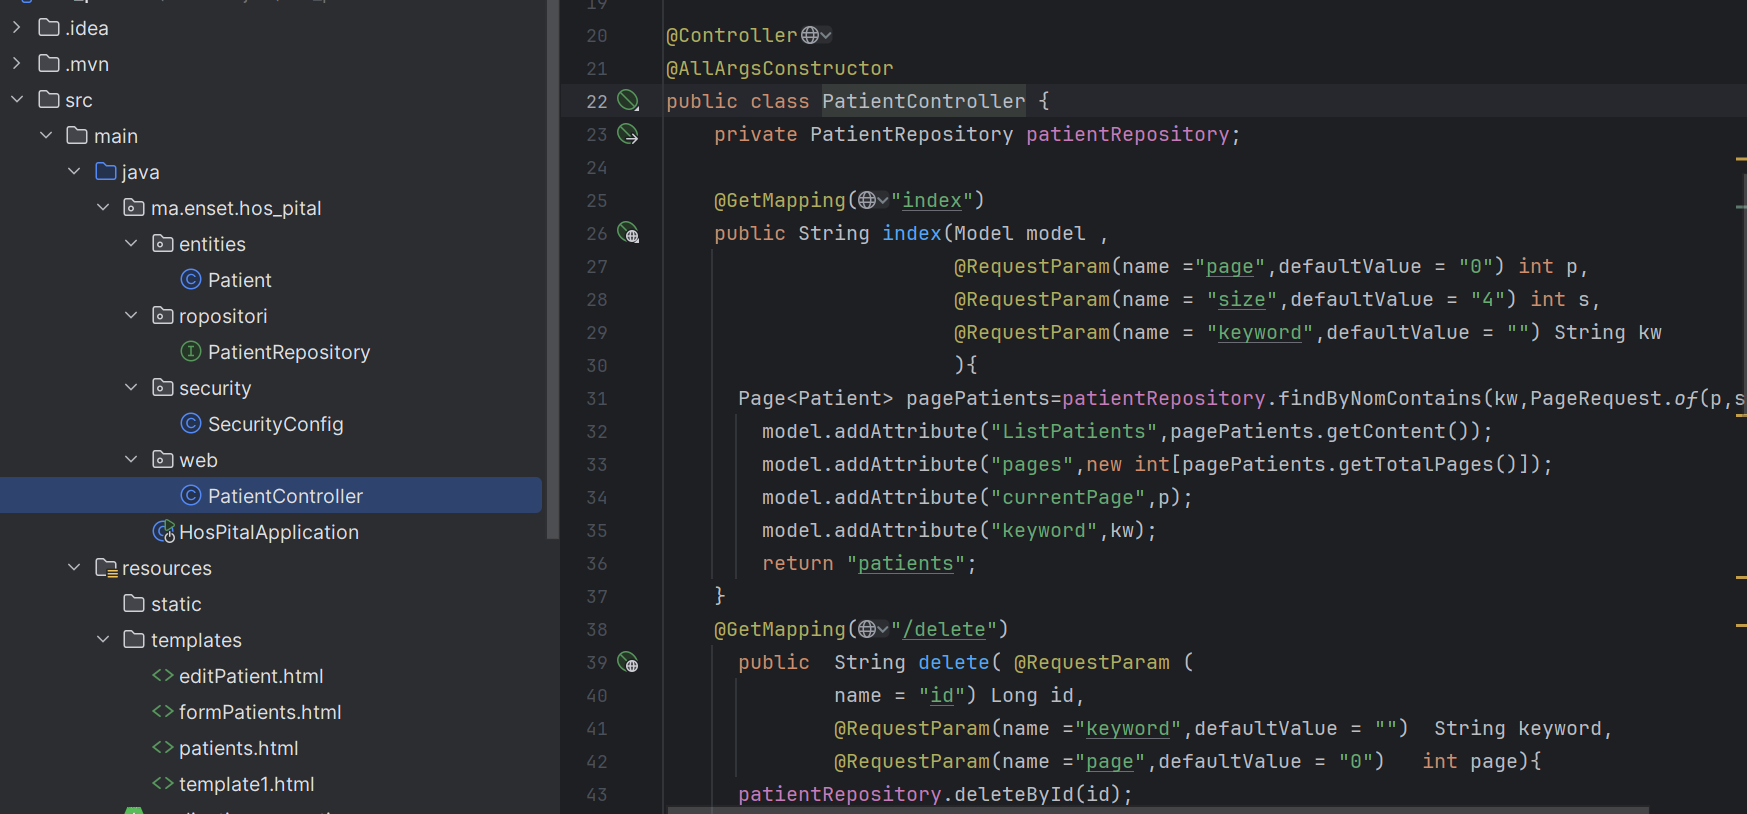 .idea
.mvn
src
main
java
ma.enset.hos_pital
entities
Patient
ropositori
PatientRepository
security
SecurityConfig
web
PatientController
HosPitalApplication
resources
static
templates
editPatient.html
formPatients.html
patients.html
template1.html
19
20 @Controller
21 @AllArgsConstructor
22 public class PatientController {
23 private PatientRepository patientRepository;
24
25 @GetMapping("index")
26 public String index(Model model ,
27 @RequestParam(name ="page",defaultValue = "0") int p,
28 @RequestParam(name = "size",defaultValue = "4") int s,
29 @RequestParam(name = "keyword",defaultValue = "") String kw
30 ){
31 Page<Patient> pagePatients=patientRepository.findByNomContains(kw,PageRequest.of(p,s
32 model.addAttribute("ListPatients",pagePatients.getContent());
33 model.addAttribute("pages",new int[pagePatients.getTotalPages()]);
34 model.addAttribute("currentPage",p);
35 model.addAttribute("keyword",kw);
36 return "patients";
37 }
38 @GetMapping("/delete")
39 public  String delete( @RequestParam (
40 name = "id") Long id,
41 @RequestParam(name ="keyword",defaultValue = "")  String keyword,
42 @RequestParam(name ="page",defaultValue = "0")   int page){
43 patientRepository.deleteById(id);